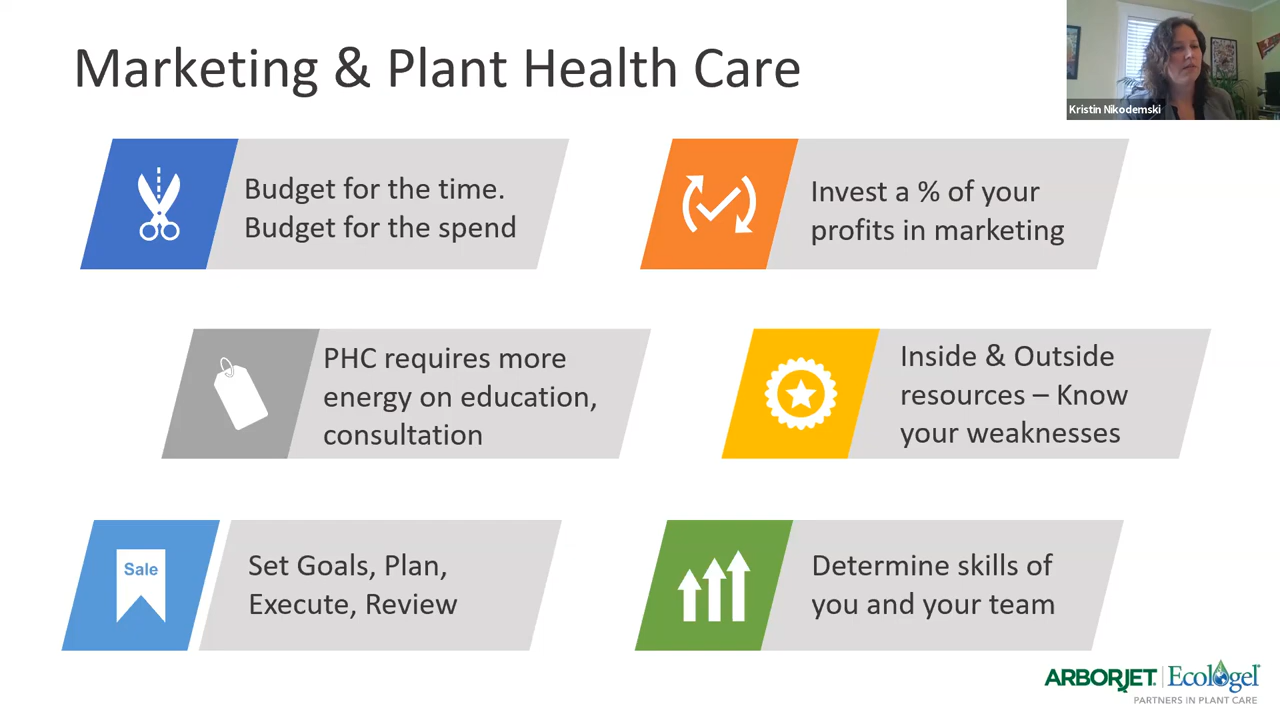 Marketing & Plant Health Care
Kristin Nikodemski
Budget for the time.
Budget for the spend
Invest a % of your
profits in marketing
PHC requires more
energy on education,
consultation
Inside & Outside
resources – Know
your weaknesses
Sale
Set Goals, Plan,
Execute, Review
Determine skills of
you and your team
ARBORJET Ecologel
PARTNERS IN PLANT CARE